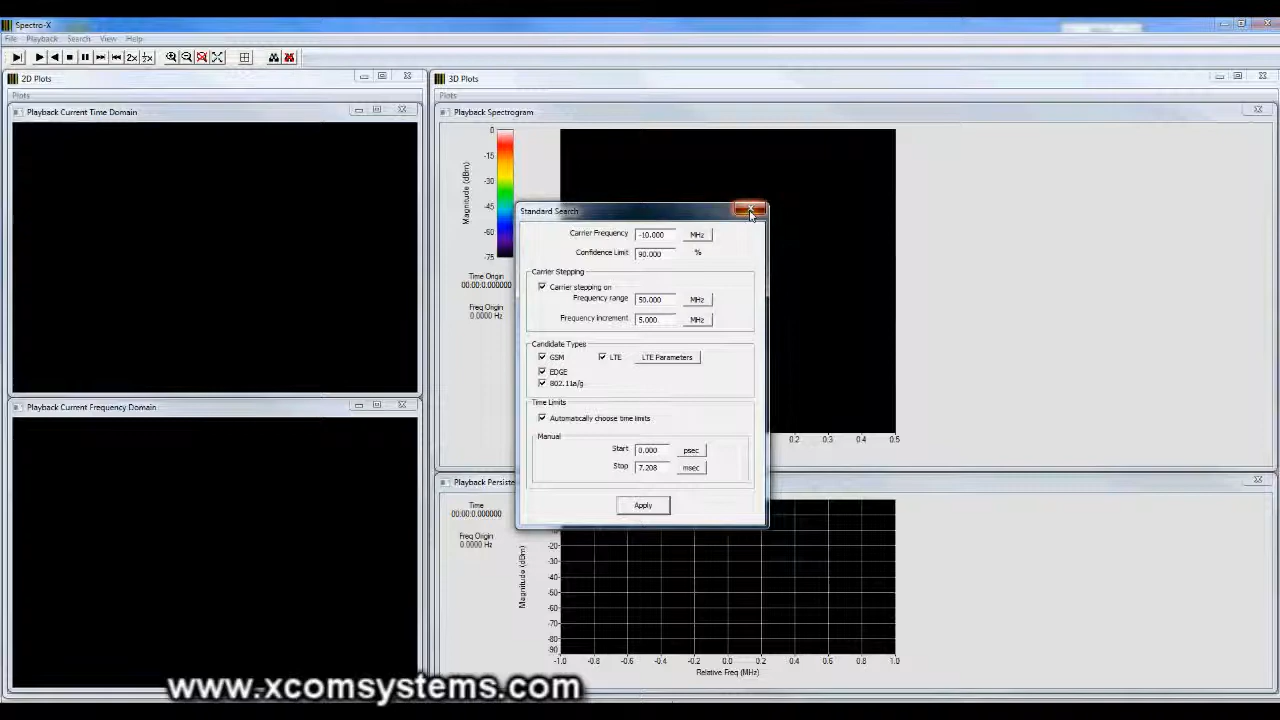 Spectro-X
File Playback Search View Help
2x 1/2x
2D Plots
3D Plots
Plots
Playback Current Time Domain
Playback Spectrogram
0
-15
-30
-45
-60
-75
Magnitude (dBm)
Time Origin
00:00:0.000000
Freq Origin
0.0000 Hz
0.2 0.4 0.5
Standard Search
Carrier Frequency -10.000 MHz
Confidence Limit 90.000 %
Carrier Stepping
Carrier stepping on
Frequency range 50.000 MHz
Frequency increment 5.000 MHz
Candidate Types
GSM LTE LTE Parameters
EDGE
802.11a/g
Time Limits
Automatically choose time limits
Manual
Start 0.000 psec
Stop 7.208 msec
Apply
Playback Current Frequency Domain
Playback Persiste
Time
00:00:0.000000
Freq Origin
0.0000 Hz
Magnitude (dBm)
-20
-30
-40
-50
-60
-70
-80
-90
-1.0 -0.8 -0.6 -0.4 -0.2 0.0 0.2 0.4 0.6 0.8 1.0
Relative Freq (MHz)
www.xcomsystems.com